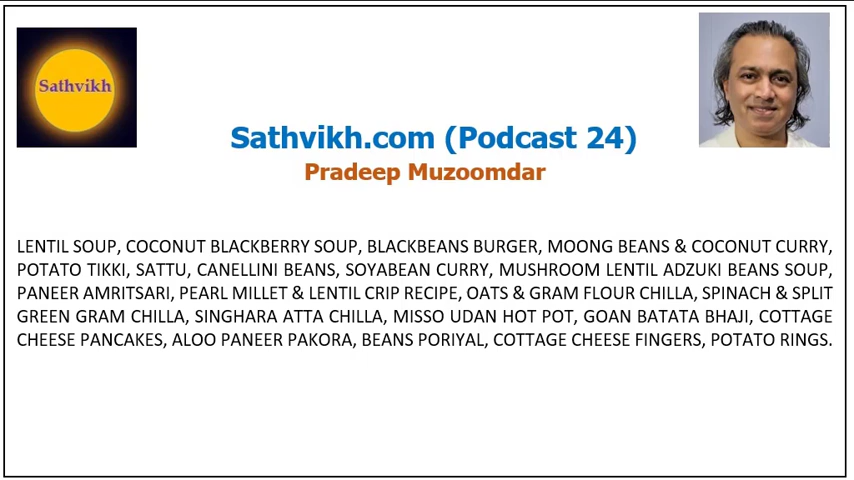 Sathvikh
Sathvikh.com (Podcast 24)
Pradeep Muzoomdar
LENTIL SOUP, COCONUT BLACKBERRY SOUP, BLACKBEANS BURGER, MOONG BEANS & COCONUT CURRY,
POTATO TIKKI, SATTU, CANELLINI BEANS, SOYABEAN CURRY, MUSHROOM LENTIL ADZUKI BEANS SOUP,
PANEER AMRITSARI, PEARL MILLET & LENTIL CRIP RECIPE, OATS & GRAM FLOUR CHILLA, SPINACH & SPLIT
GREEN GRAM CHILLA, SINGHARA ATTA CHILLA, MISSO UDAN HOT POT, GOAN BATATA BHAJI, COTTAGE
CHEESE PANCAKES, ALOO PANEER PAKORA, BEANS PORIYAL, COTTAGE CHEESE FINGERS, POTATO RINGS.